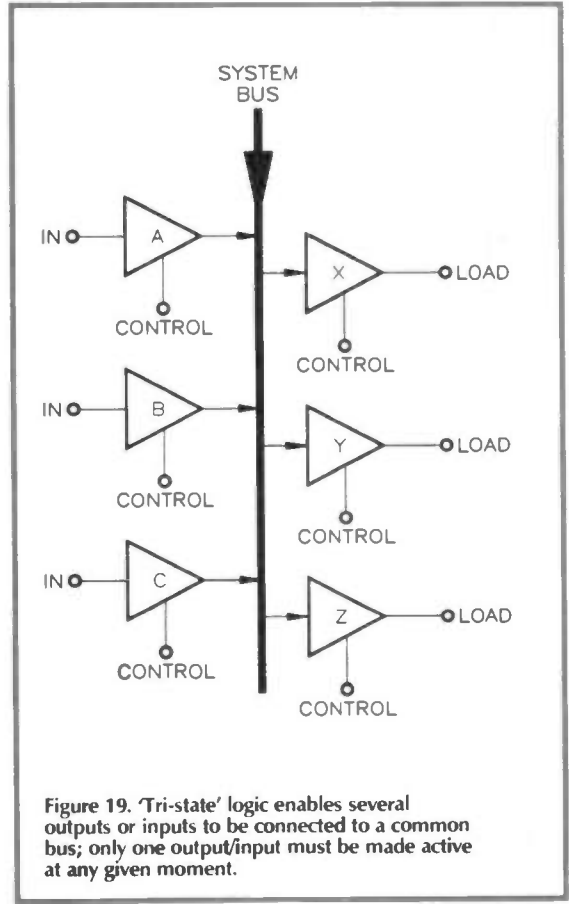 SYSTEM
BUS
IN
A
CONTROL
X
LOAD
CONTROL
IN
B
CONTROL
Y
LOAD
CONTROL
IN
C
CONTROL
Z
LOAD
CONTROL
Figure 19. 'Tri-state' logic enables several
outputs or inputs to be connected to a common
bus; only one output/input must be made active
at any given moment.